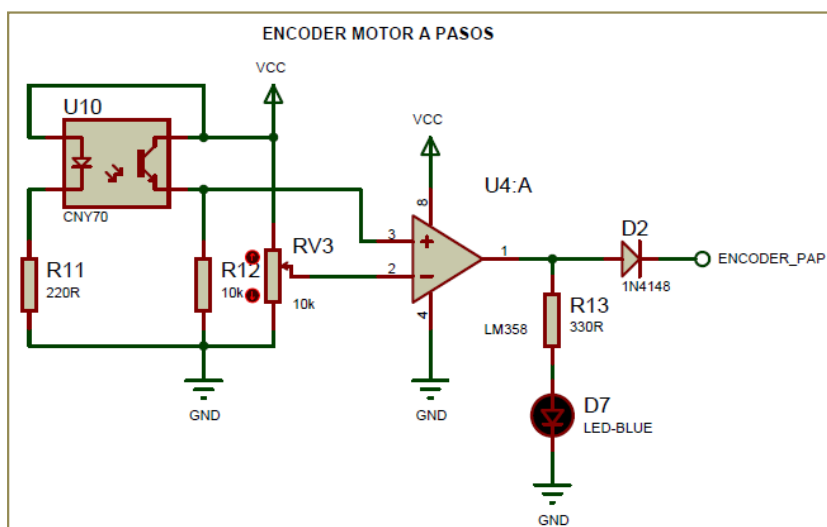 ENCODER MOTOR A PASOS
VCC
U10
VCC
CNY70
U4:A
8
3
2
1
4
D2
1N4148
ENCODER_PAP
R11
220R
R12
10k
RV3
10k
LM358
R13
330R
GND
GND
D7
LED-BLUE
GND